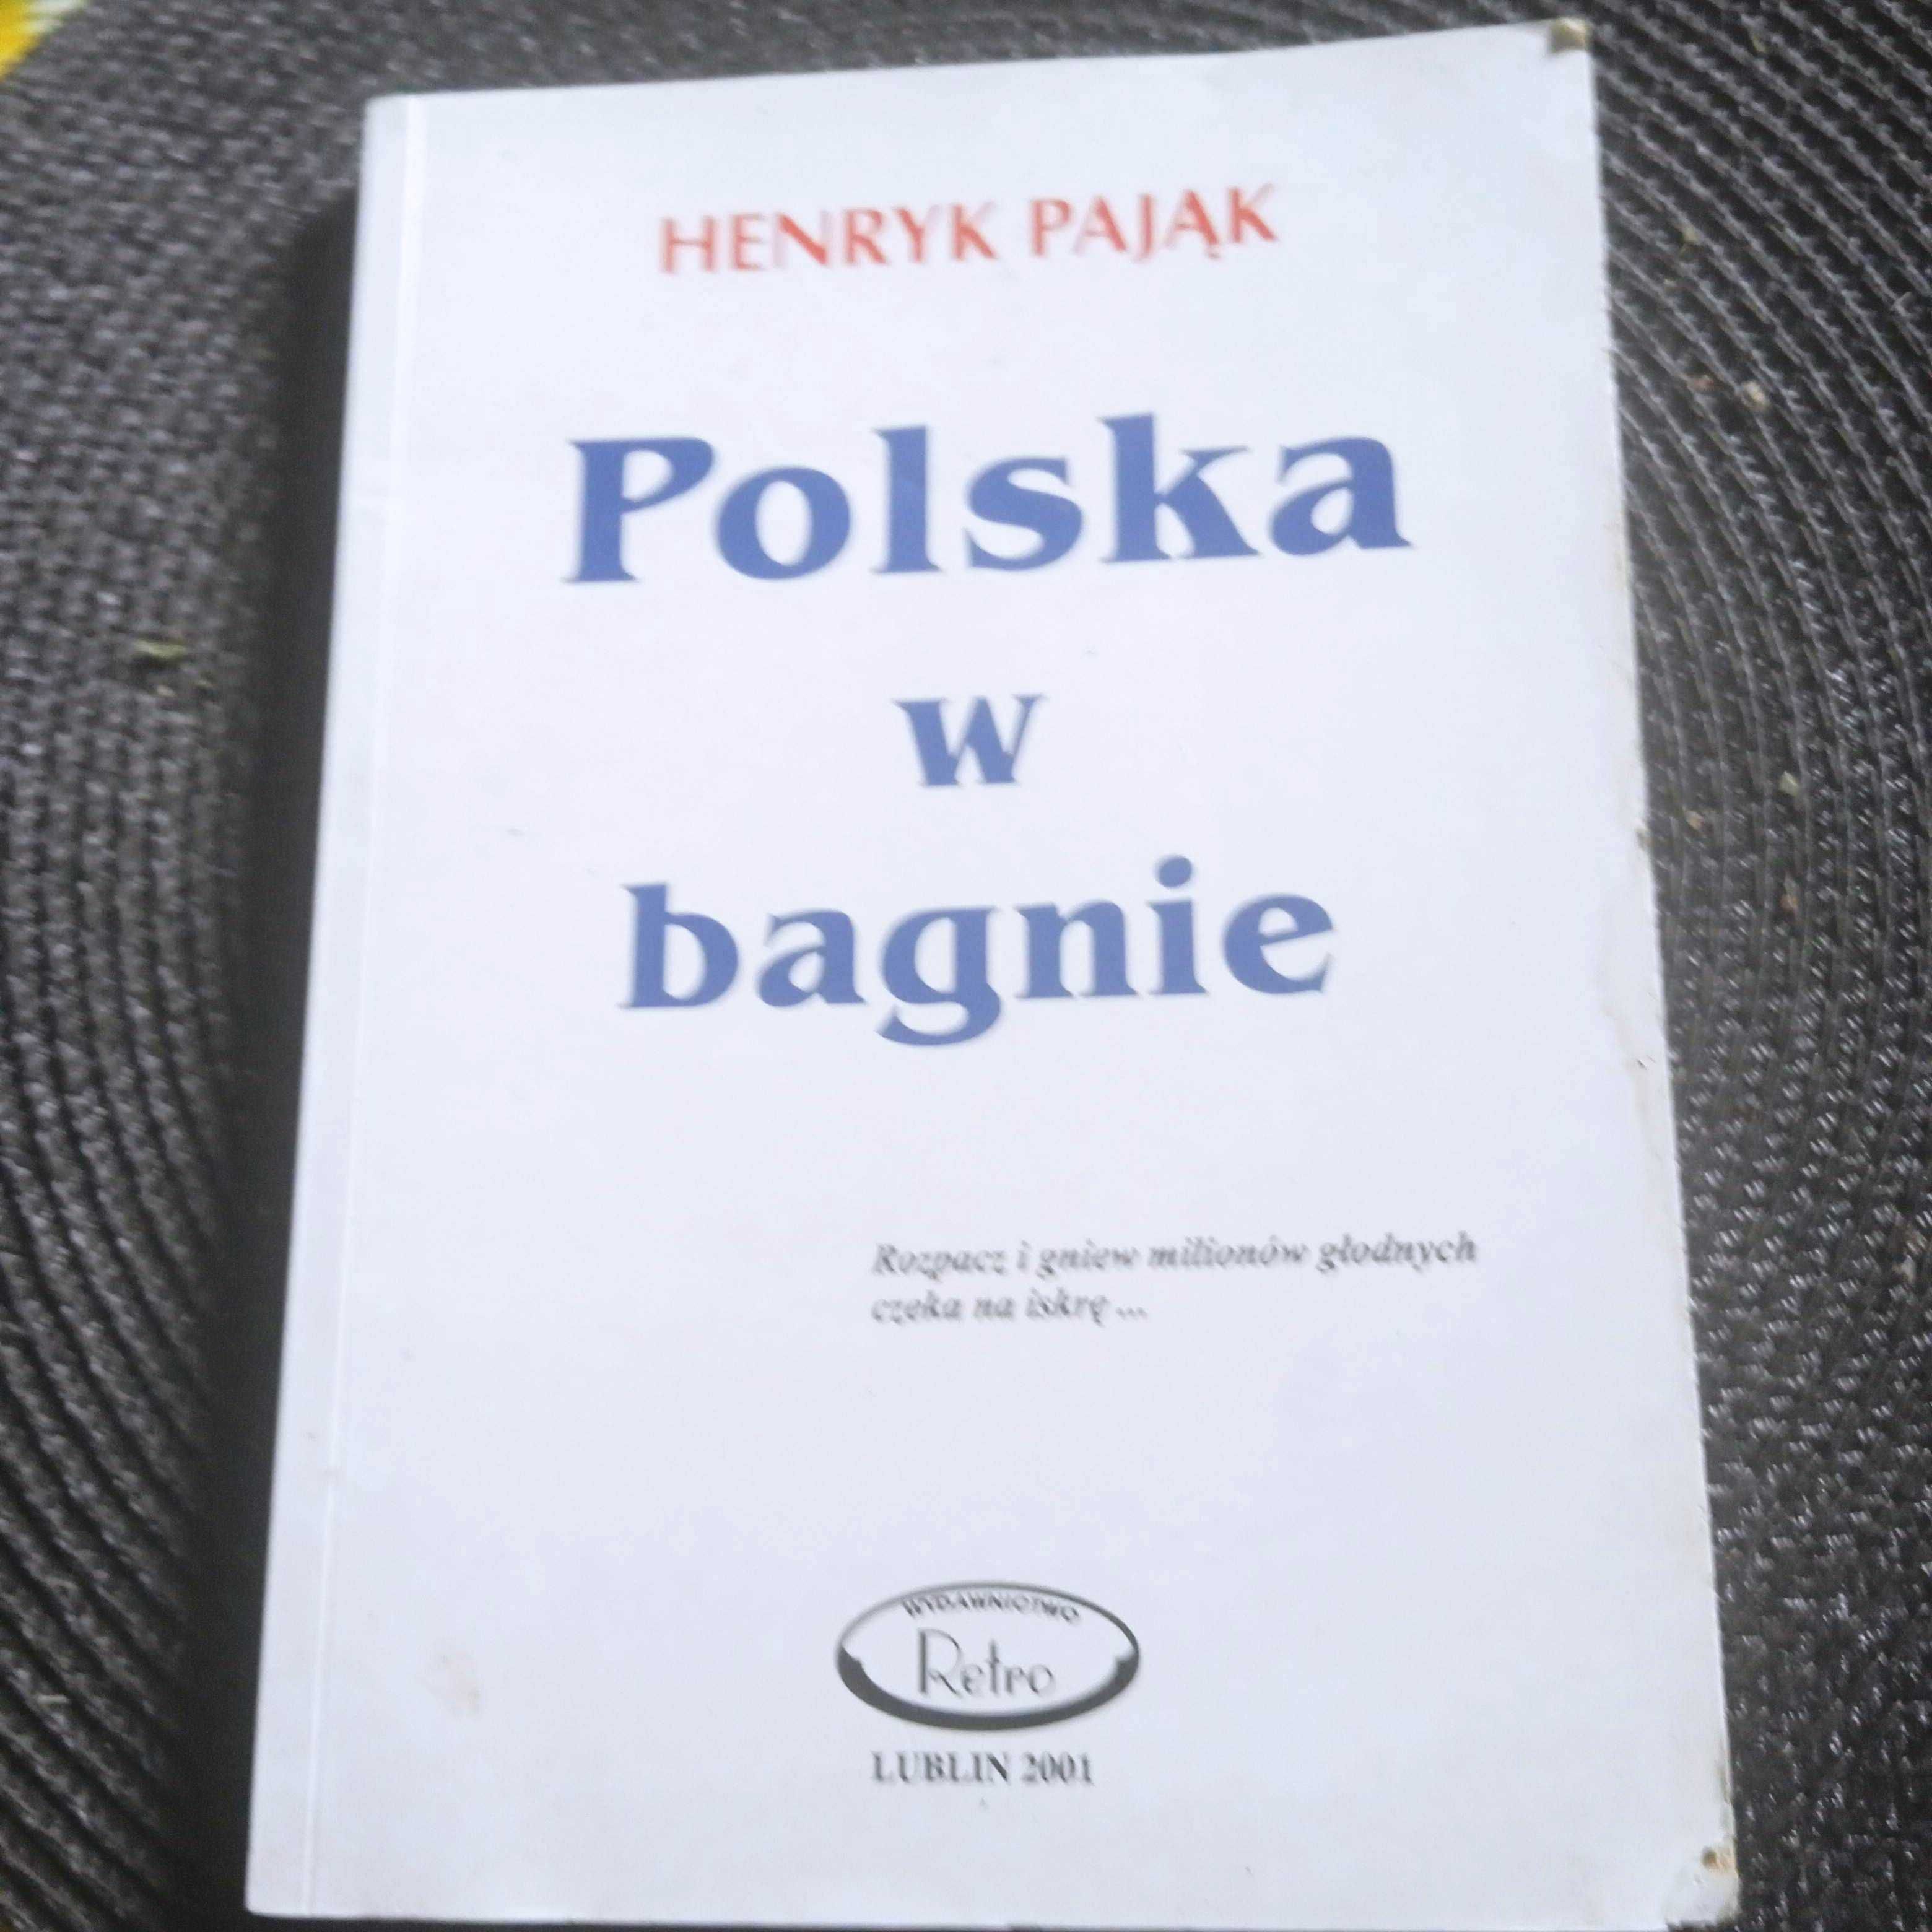 HENRYK PAJĄK
Polska
w
bagnie
Rozpacz i gniew milionów głodnych
czeka na iskrę ...
WYDAWNICTWO
Retro
LUBLIN 2001